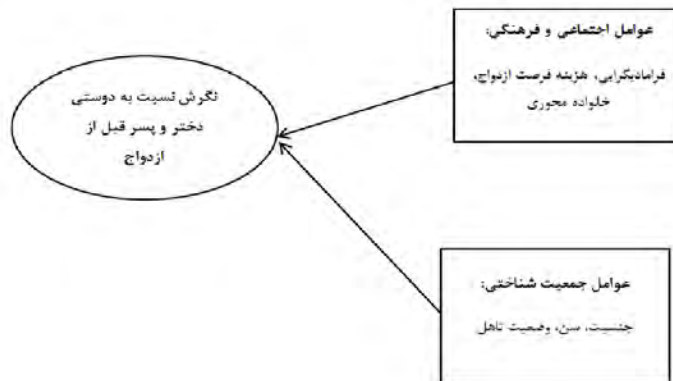 عوامل اجتماعی و فرهنگی:
فرامادیگرایی، هزینه فرصت ازدواج،
خانواده محوری
نگرش نسبت به دوستی
دختر و پسر قبل از
ازدواج
عوامل جمعیت شناختی:
جنسیت، سن، وضعیت تاهل